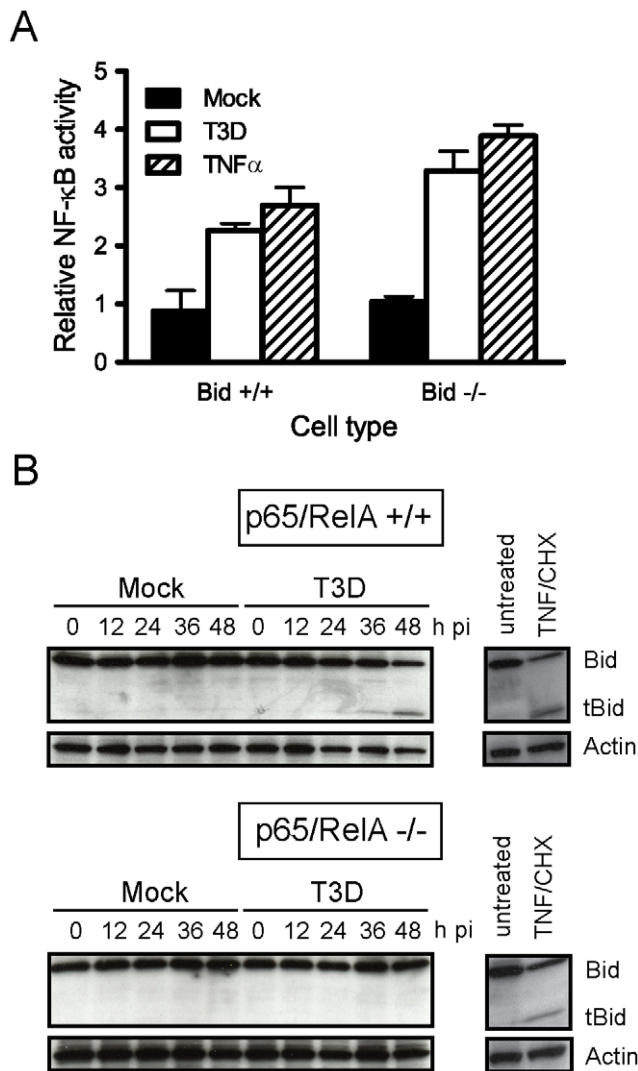 A
Relative NF-κB activity
5
4
3
2
1
0
Mock
T3D
TNFα
Bid +/+
Bid -/-
Cell type
B
p65/RelA +/+
Mock
T3D
0 12 24 36 48 0 12 24 36 48 h pi
untreated
TNF/CHX
Bid
tBid
Actin
p65/RelA -/-
Mock
T3D
0 12 24 36 48 0 12 24 36 48 h pi
untreated
TNF/CHX
Bid
tBid
Actin